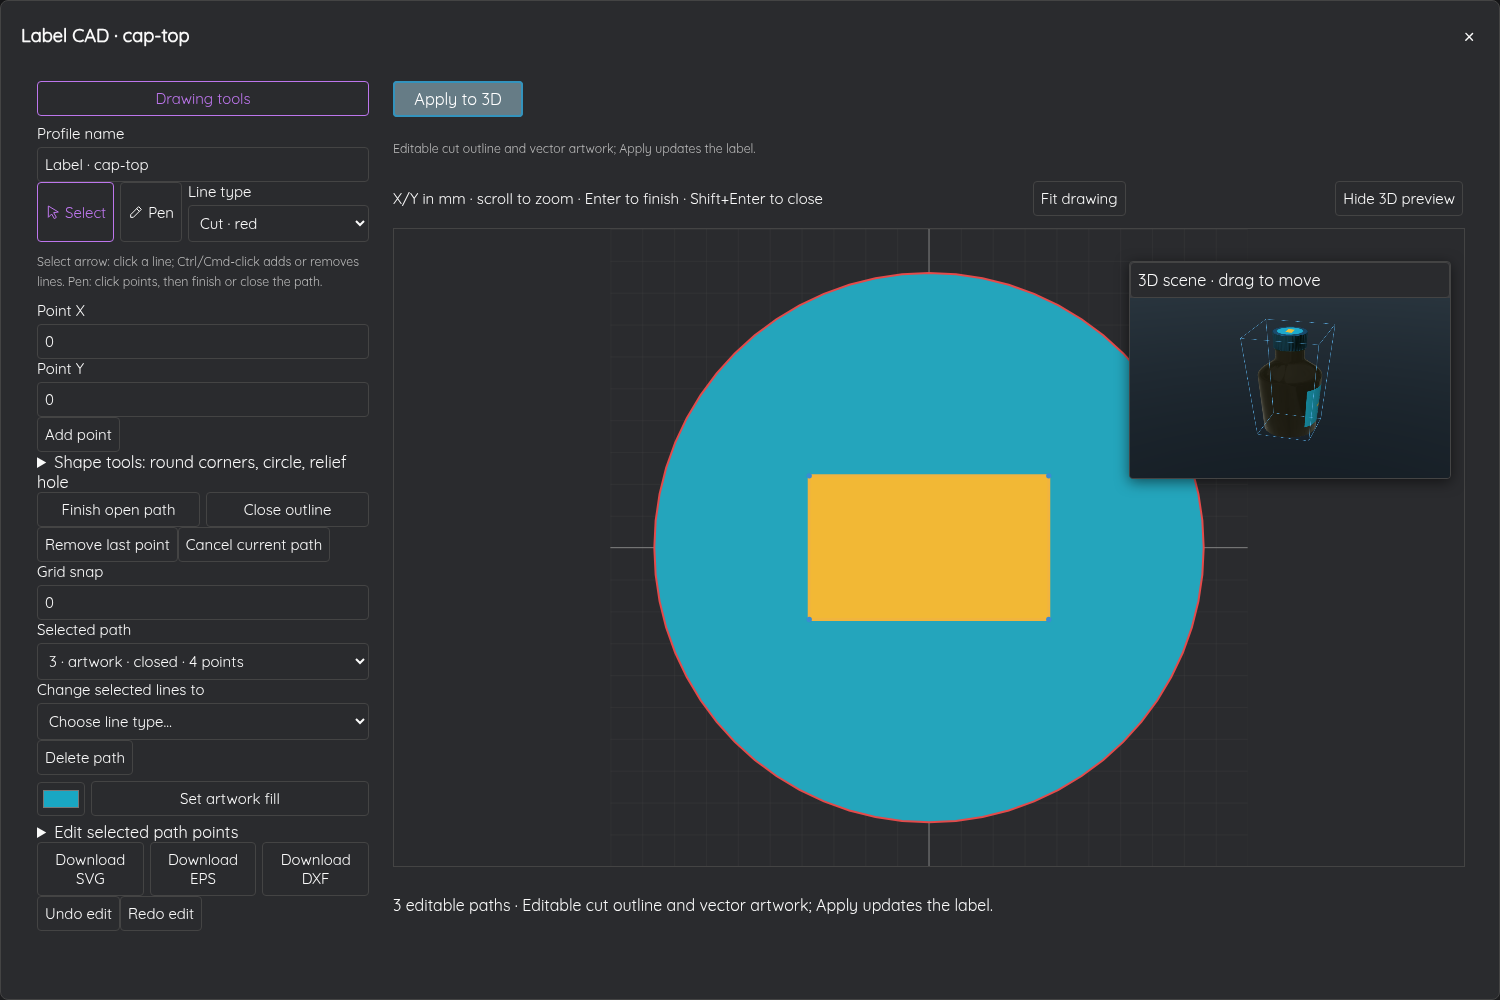 Label CAD · cap-top
×
Drawing tools
Profile name
Label · cap-top
Select
Pen
Line type
Cut · red
Select arrow: click a line; Ctrl/Cmd-click adds or removes
lines. Pen: click points, then finish or close the path.
Point X
0
Point Y
0
Add point
Shape tools: round corners, circle, relief
hole
Finish open path
Close outline
Remove last point
Cancel current path
Grid snap
0
Selected path
3 · artwork · closed · 4 points
Change selected lines to
Choose line type...
Delete path
Set artwork fill
Edit selected path points
Download
SVG
Download
EPS
Download
DXF
Undo edit
Redo edit
Apply to 3D
Editable cut outline and vector artwork; Apply updates the label.
X/Y in mm · scroll to zoom · Enter to finish · Shift+Enter to close
Fit drawing
Hide 3D preview
3D scene · drag to move
3 editable paths · Editable cut outline and vector artwork; Apply updates the label.